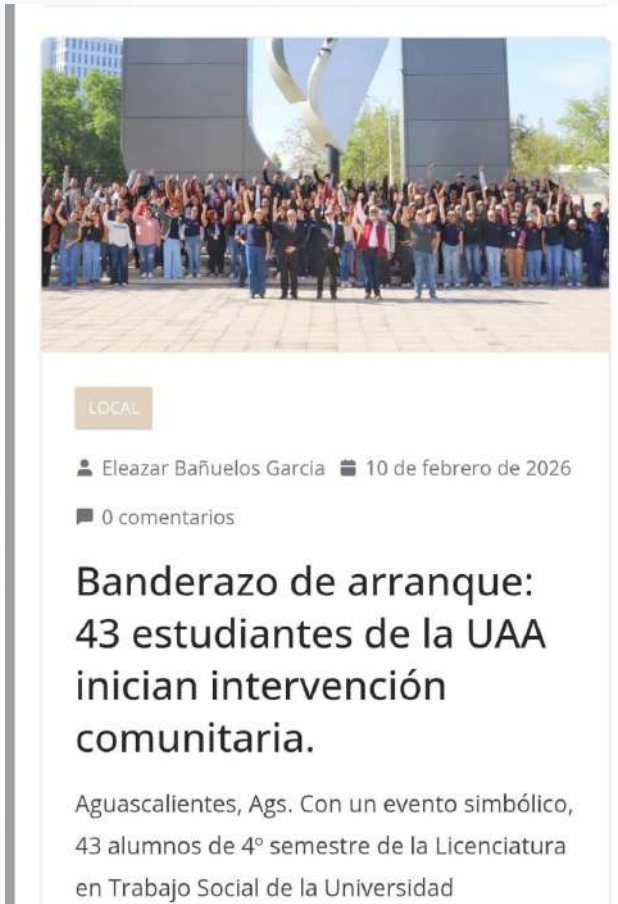 LOCAL
Eleazar Bañuelos Garcia 10 de febrero de 2026
0 comentarios
Banderazo de arranque:
43 estudiantes de la UAA
inician intervención
comunitaria.
Aguascalientes, Ags. Con un evento simbólico,
43 alumnos de 4º semestre de la Licenciatura
en Trabajo Social de la Universidad